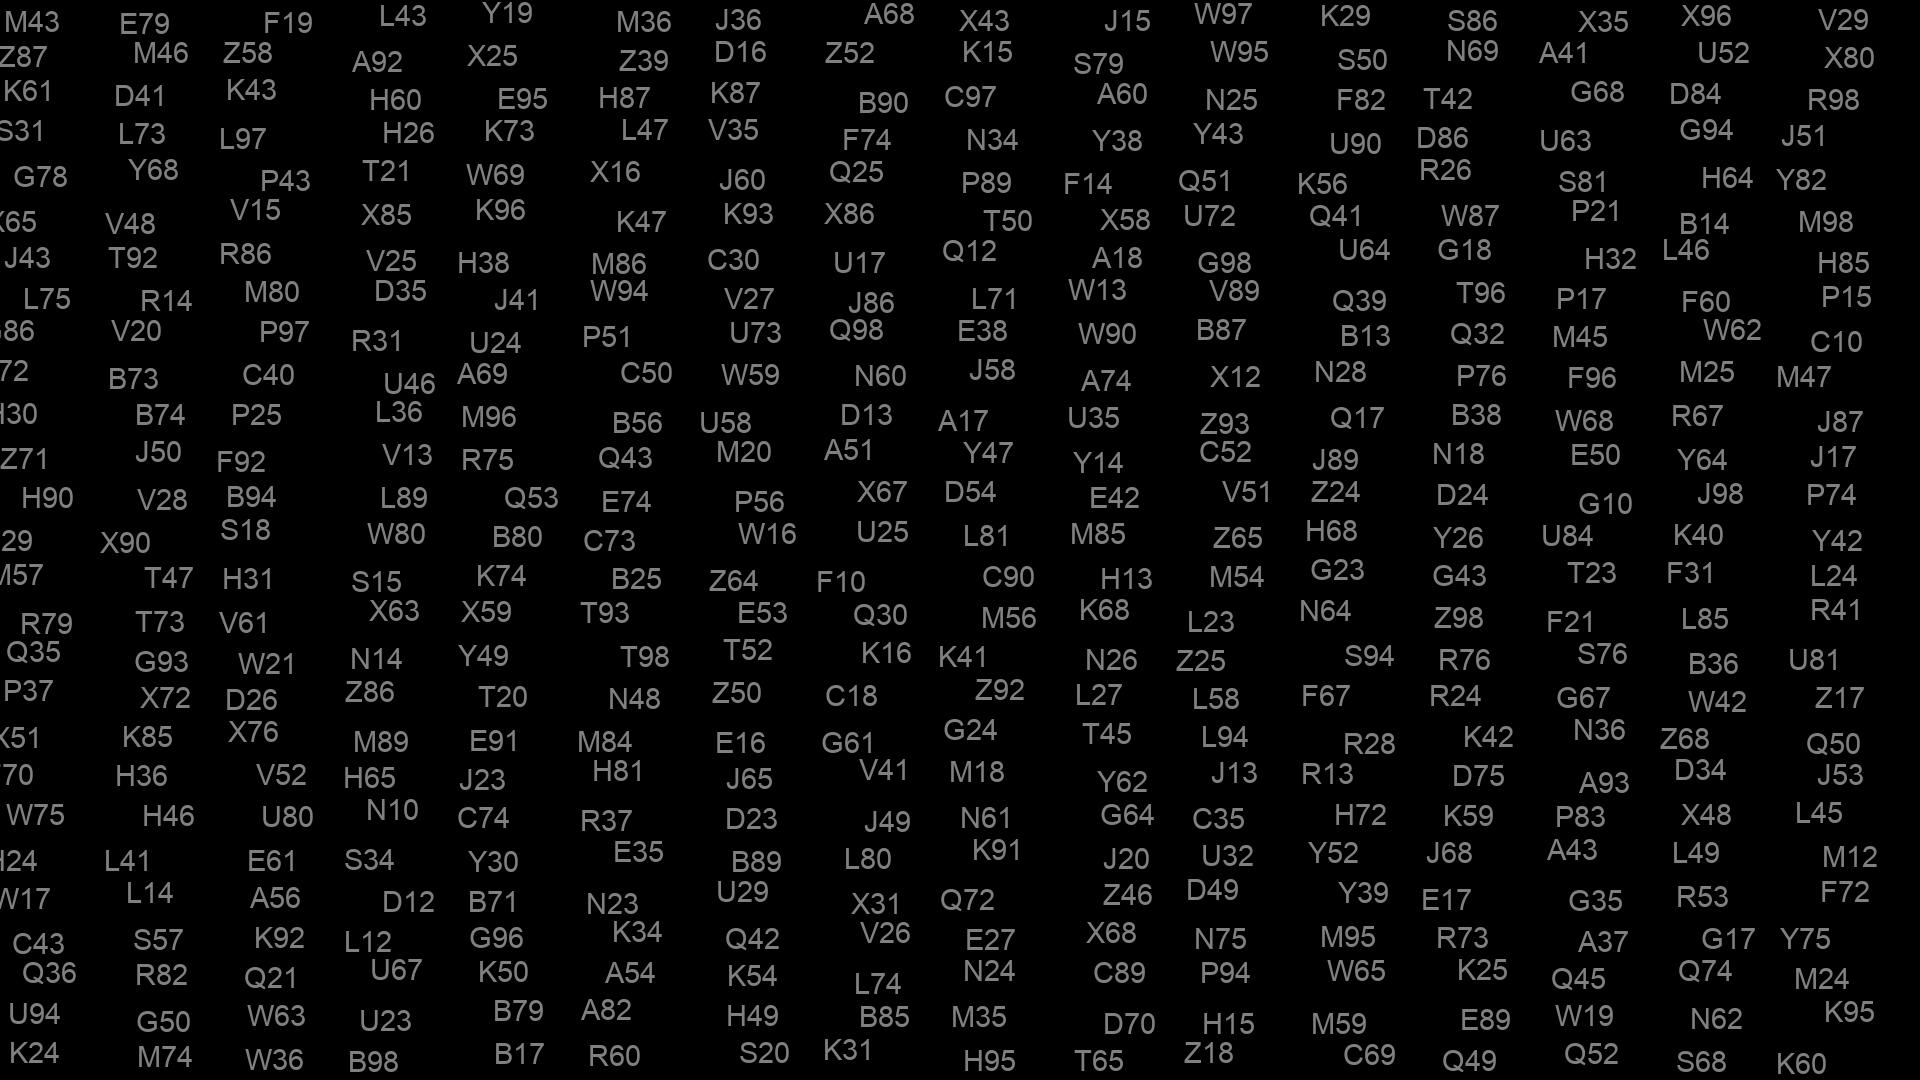 M43 E79 F19 L43 Y19 M36 J36 A68 X43 J15 W97 K29 S86 X35 X96 V29
Z87 M46 Z58 A92 X25 Z39 D16 Z52 K15 S79 W95 S50 N69 A41 U52 X80
K61 D41 K43 H60 E95 H87 K87 B90 C97 A60 N25 F82 T42 G68 D84 R98
S31 L73 L97 H26 K73 L47 V35 F74 N34 Y38 Y43 U90 D86 U63 G94 J51
G78 Y68 P43 T21 W69 X16 J60 Q25 P89 F14 Q51 K56 R26 S81 H64 Y82
65 V48 V15 X85 K96 K47 K93 X86 T50 X58 U72 Q41 W87 P21 B14 M98
J43 T92 R86 V25 H38 M86 C30 U17 Q12 A18 G98 U64 G18 H32 L46 H85
L75 R14 M80 D35 J41 W94 V27 J86 L71 W13 V89 Q39 T96 P17 F60 P15
86 V20 P97 R31 U24 P51 U73 Q98 E38 W90 B87 B13 Q32 M45 W62 C10
72 B73 C40 U46 A69 C50 W59 N60 J58 A74 X12 N28 P76 F96 M25 M47
H30 B74 P25 L36 M96 B56 U58 D13 A17 U35 Z93 Q17 B38 W68 R67 J87
Z71 J50 F92 V13 R75 Q43 M20 A51 Y47 Y14 C52 J89 N18 E50 Y64 J17
H90 V28 B94 L89 Q53 E74 P56 X67 D54 E42 V51 Z24 D24 G10 J98 P74
29 X90 S18 W80 B80 C73 W16 U25 L81 M85 Z65 H68 Y26 U84 K40 Y42
M57 T47 H31 S15 K74 B25 Z64 F10 C90 H13 M54 G23 G43 T23 F31 L24
R79 T73 V61 X63 X59 T93 E53 Q30 M56 K68 L23 N64 Z98 F21 L85 R41
Q35 G93 W21 N14 Y49 T98 T52 K16 K41 N26 Z25 S94 R76 S76 B36 U81
P37 X72 D26 Z86 T20 N48 Z50 C18 Z92 L27 L58 F67 R24 G67 W42 Z17
X51 K85 X76 M89 E91 M84 E16 G61 G24 T45 L94 R28 K42 N36 Z68 Q50
70 H36 V52 H65 J23 H81 J65 V41 M18 Y62 J13 R13 D75 A93 D34 J53
W75 H46 U80 N10 C74 R37 D23 J49 N61 G64 C35 H72 K59 P83 X48 L45
H24 L41 E61 S34 Y30 E35 B89 L80 K91 J20 U32 Y52 J68 A43 L49 M12
W17 L14 A56 D12 B71 N23 U29 X31 Q72 Z46 D49 Y39 E17 G35 R53 F72
C43 S57 K92 L12 G96 K34 Q42 V26 E27 X68 N75 M95 R73 A37 G17 Y75
Q36 R82 Q21 U67 K50 A54 K54 L74 N24 C89 P94 W65 K25 Q45 Q74 M24
U94 G50 W63 U23 B79 A82 H49 B85 M35 D70 H15 M59 E89 W19 N62 K95
K24 M74 W36 B98 B17 R60 S20 K31 H95 T65 Z18 C69 Q49 Q52 S68 K60